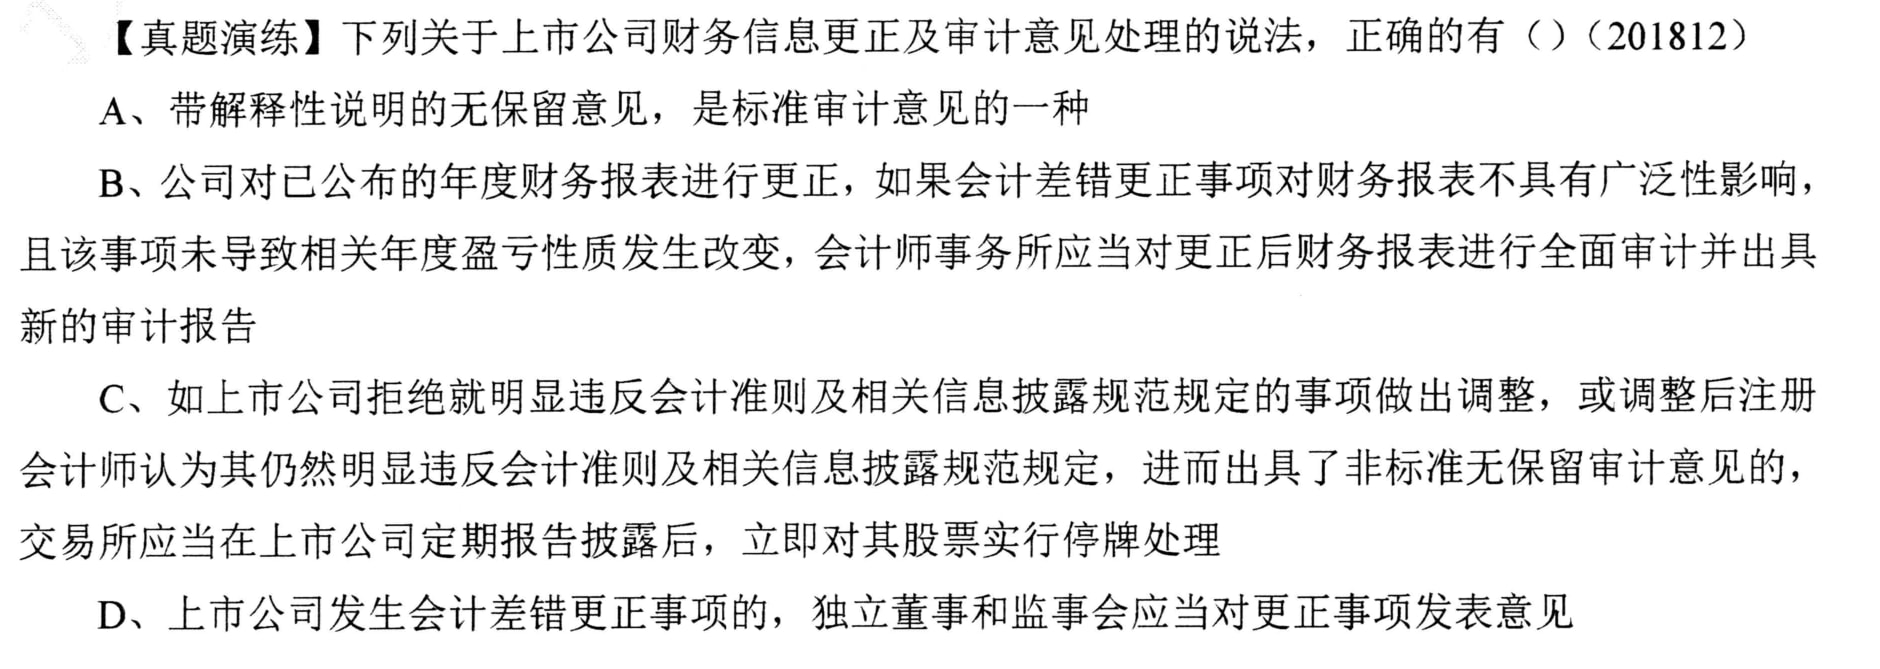 【真题演练】下列关于上市公司财务信息更正及审计意见处理的说法，正确的有（）（201812）
A、带解释性说明的无保留意见，是标准审计意见的一种
B、公司对已公布的年度财务报表进行更正，如果会计差错更正事项对财务报表不具有广泛性影响，
且该事项未导致相关年度盈亏性质发生改变，会计师事务所应当对更正后财务报表进行全面审计并出具
新的审计报告
C、如上市公司拒绝就明显违反会计准则及相关信息披露规范规定的事项做出调整，或调整后注册
会计师认为其仍然明显违反会计准则及相关信息披露规范规定，进而出具了非标准无保留审计意见的，
交易所应当在上市公司定期报告披露后，立即对其股票实行停牌处理
D、上市公司发生会计差错更正事项的，独立董事和监事会应当对更正事项发表意见